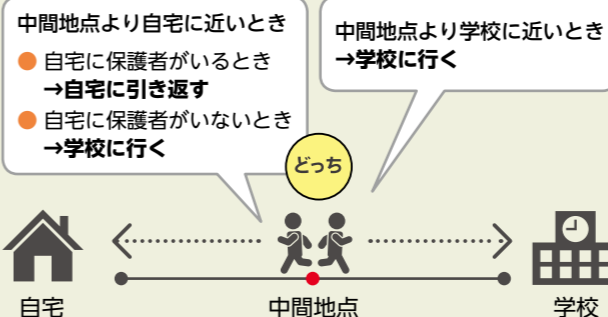 中間地点より自宅に近いとき
● 自宅に保護者がいるとき
→自宅に引き返す
● 自宅に保護者がいないとき
→学校に行く
中間地点より学校に近いとき
→学校に行く
どっち
自宅
中間地点
学校